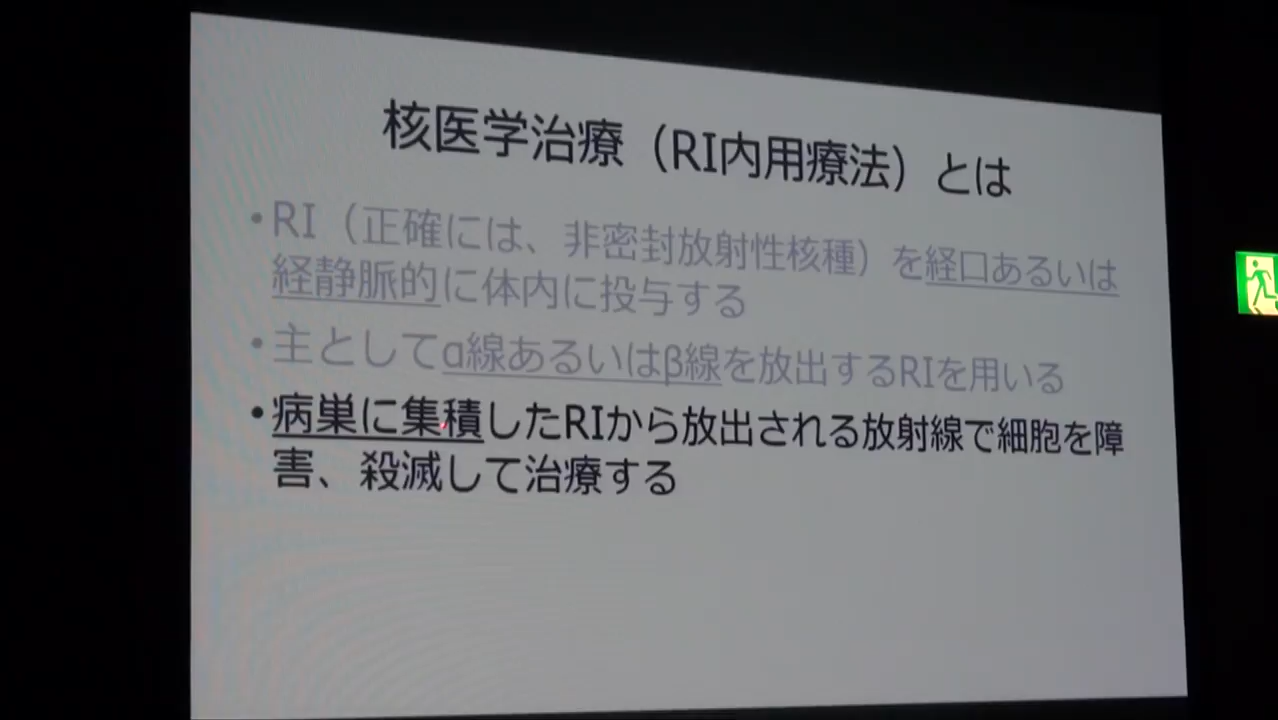 核医学治療（RI内用療法）とは
•RI（正確には、非密封放射性核種）を経口あるいは
経静脈的に体内に投与する
•主としてα線あるいはβ線を放出するRIを用いる
•病巣に集積したRIから放出される放射線で細胞を障
害、殺滅して治療する